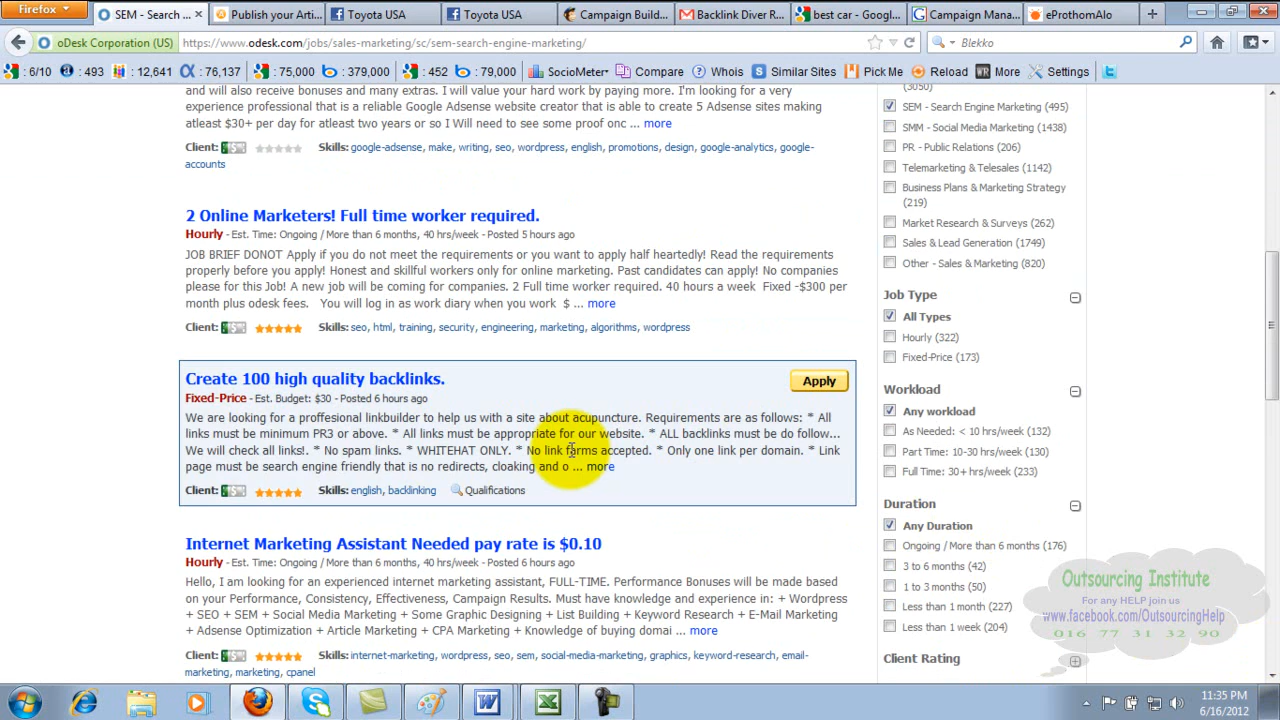 Firefox
SEM - Search ...
Publish your Arti...
Toyota USA
Toyota USA
Campaign Build...
Backlink Diver R...
best car - Googl...
Campaign Mana...
eProthomAlo
oDesk Corporation (US)
https://www.odesk.com/jobs/sales-marketing/sc/sem-search-engine-marketing/
Blekko
: 6/10 : 493 : 12,641 : 76,137 : 75,000 : 379,000 : 452 : 79,000 SocioMeter Compare Whois Similar Sites Pick Me Reload More Settings
and will also receive bonuses and many extras. I will value your hard work by paying more. I'm looking for a very
experience professional that is a reliable Google Adsense website creator that is able to create 5 Adsense sites making
atleast $30+ per day for atleast two years or so I Will need to see some proof onc ... more
Client: Skills: google-adsense, make, writing, seo, wordpress, english, promotions, design, google-analytics, google-
accounts
2 Online Marketers! Full time worker required.
Hourly - Est. Time: Ongoing / More than 6 months, 40 hrs/week - Posted 5 hours ago
JOB BRIEF DONOT Apply if you do not meet the requirements or you want to apply half heartedly! Read the requirements
properly before you apply! Honest and skillful workers only for online marketing. Past candidates can apply! No companies
please for this Job! A new job will be coming for companies. 2 Full time worker required. 40 hours a week Fixed -$300 per
month plus odesk fees. You will log in as work diary when you work $ ... more
Client: Skills: seo, html, training, security, engineering, marketing, algorithms, wordpress
Create 100 high quality backlinks.
Apply
Fixed-Price - Est. Budget: $30 - Posted 6 hours ago
We are looking for a proffesional linkbuilder to help us with a site about acupuncture. Requirements are as follows: * All
links must be minimum PR3 or above. * All links must be appropriate for our website. * ALL backlinks must be do follow...
We will check all links!. * No spam links. * WHITEHAT ONLY. * No link farms accepted. * Only one link per domain. * Link
page must be search engine friendly that is no redirects, cloaking and o ... more
Client: Skills: english, backlinking Qualifications
Internet Marketing Assistant Needed pay rate is $0.10
Hourly - Est. Time: Ongoing / More than 6 months, 40 hrs/week - Posted 6 hours ago
Hello, I am looking for an experienced internet marketing assistant, FULL-TIME. Performance Bonuses will be made based
on your Performance, Consistency, Effectiveness, Campaign Results. Must have knowledge and experience in: + Wordpress
+ SEO + SEM + Social Media Marketing + Some Graphic Designing + List Building + Keyword Research + E-Mail Marketing
+ Adsense Optimization + Article Marketing + CPA Marketing + Knowledge of buying domai ... more
Client: Skills: internet-marketing, wordpress, seo, sem, social-media-marketing, graphics, keyword-research, email-
marketing, marketing, cpanel
(3050)
SEM - Search Engine Marketing (495)
SMM - Social Media Marketing (1438)
PR - Public Relations (206)
Telemarketing & Telesales (1142)
Business Plans & Marketing Strategy
(219)
Market Research & Surveys (262)
Sales & Lead Generation (1749)
Other - Sales & Marketing (820)
Job Type
All Types
Hourly (322)
Fixed-Price (173)
Workload
Any workload
As Needed: < 10 hrs/week (132)
Part Time: 10-30 hrs/week (130)
Full Time: 30+ hrs/week (233)
Duration
Any Duration
Ongoing / More than 6 months (176)
3 to 6 months (42)
1 to 3 months (50)
Less than 1 month (227)
Less than 1 week (204)
Client Rating
Outsourcing Institute
For any HELP join us
www.facebook.com/OutsourcingHelp
016 77 31 32 90
11:35 PM
6/16/2012